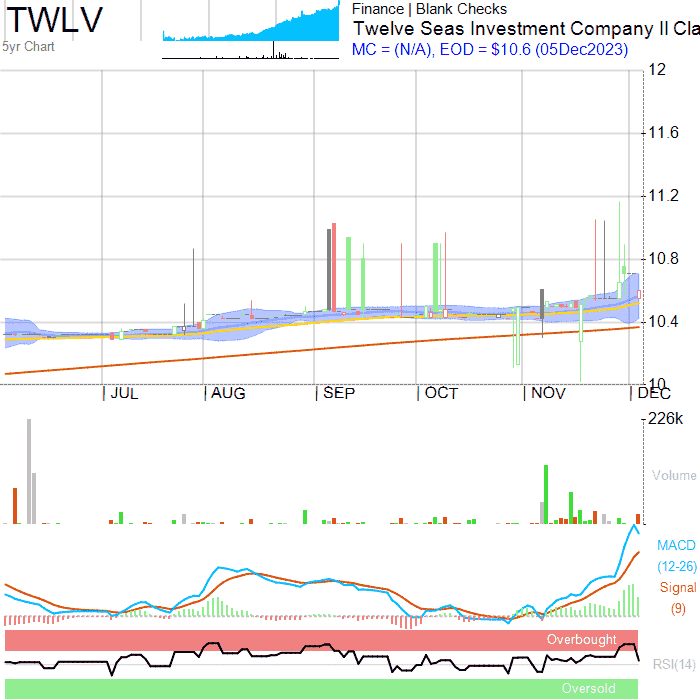 TWLV
5yr Chart
Finance | Blank Checks
Twelve Seas Investment Company II Cla
MC = (N/A), EOD = $10.6 (05Dec2023)
12
11.6
11.2
10.8
10.4
10
JUL AUG SEP OCT NOV DEC
226k
Volume
MACD
(12-26)
Signal
(9)
Overbought
RSI(14)
Oversold